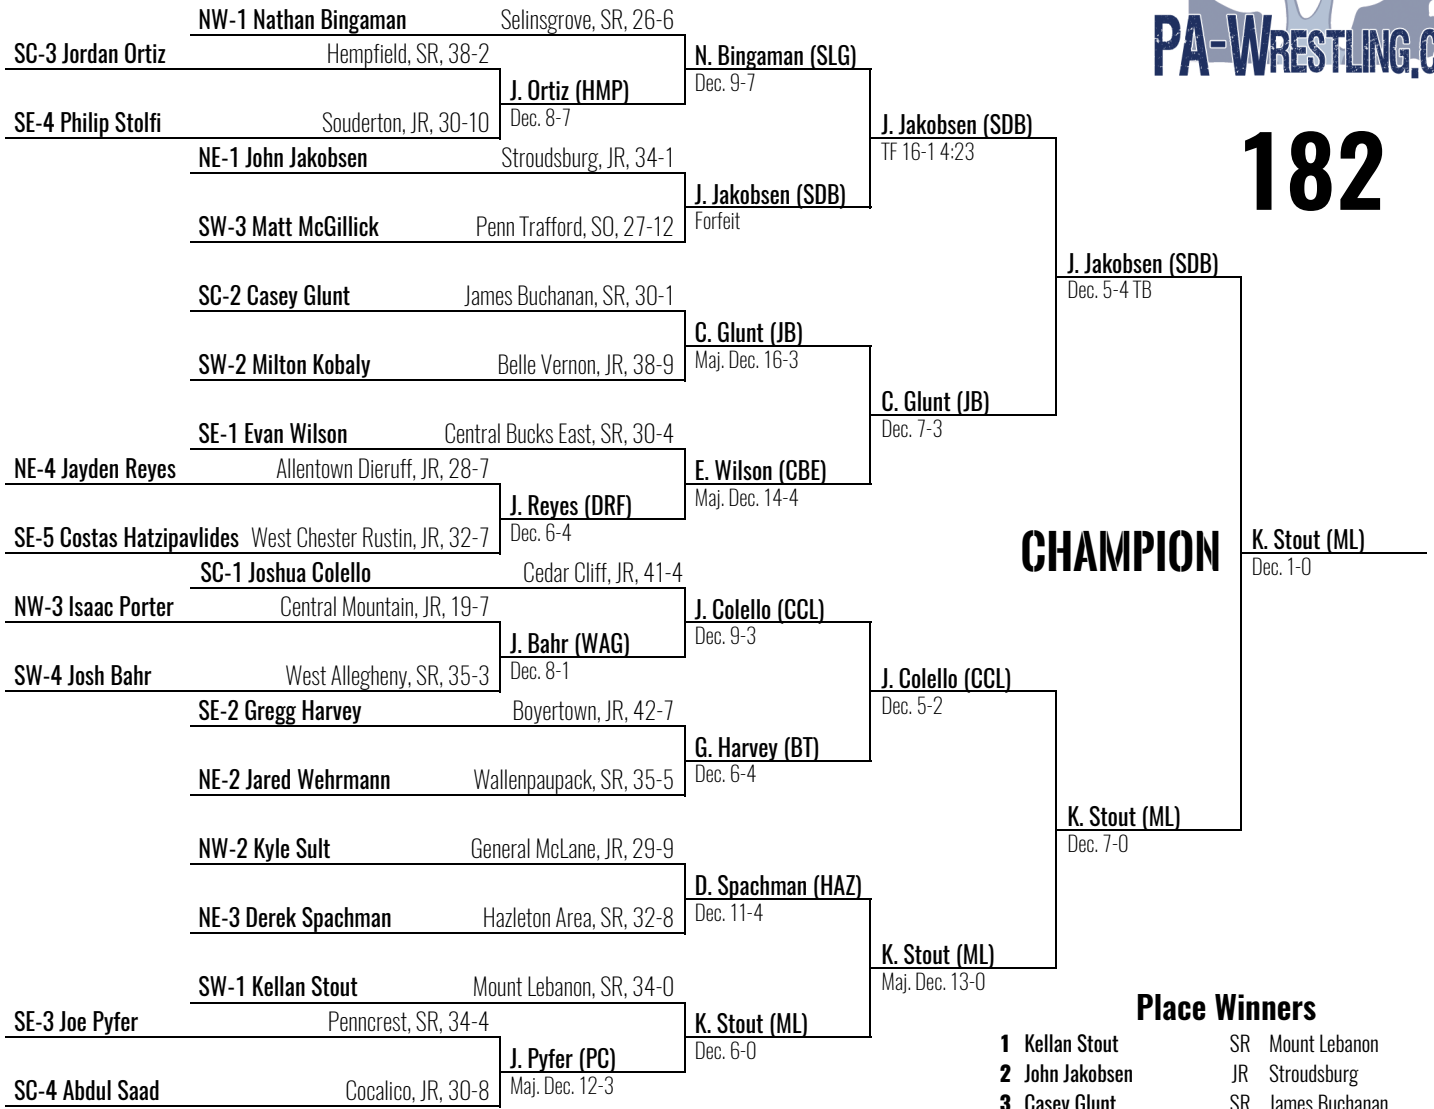 NW-1 Nathan Bingaman Selinsgrove, SR, 26-6
SC-3 Jordan Ortiz Hempfield, SR, 38-2
N. Bingaman (SLG)
Dec. 9-7
J. Ortiz (HMP)
Dec. 8-7
SE-4 Philip Stolfi Souderton, JR, 30-10
J. Jakobsen (SDB)
TF 16-1 4:23
NE-1 John Jakobsen Stroudsburg, JR, 34-1
J. Jakobsen (SDB)
Forfeit
SW-3 Matt McGillick Penn Trafford, SO, 27-12
PA-WRESTLING.C
182
J. Jakobsen (SDB)
Dec. 5-4 TB
SC-2 Casey Glunt James Buchanan, SR, 30-1
C. Glunt (JB)
Maj. Dec. 16-3
SW-2 Milton Kobaly Belle Vernon, JR, 38-9
C. Glunt (JB)
Dec. 7-3
SE-1 Evan Wilson Central Bucks East, SR, 30-4
NE-4 Jayden Reyes Allentown Dieruff, JR, 28-7
E. Wilson (CBE)
Maj. Dec. 14-4
J. Reyes (DRF)
Dec. 6-4
SE-5 Costas Hatzipavlides West Chester Rustin, JR, 32-7
CHAMPION
K. Stout (ML)
Dec. 1-0
SC-1 Joshua Colello Cedar Cliff, JR, 41-4
NW-3 Isaac Porter Central Mountain, JR, 19-7
J. Colello (CCL)
Dec. 9-3
J. Bahr (WAG)
Dec. 8-1
SW-4 Josh Bahr West Allegheny, SR, 35-3
J. Colello (CCL)
Dec. 5-2
SE-2 Gregg Harvey Boyertown, JR, 42-7
G. Harvey (BT)
Dec. 6-4
NE-2 Jared Wehrmann Wallenpaupack, SR, 35-5
K. Stout (ML)
Dec. 7-0
NW-2 Kyle Sult General McLane, JR, 29-9
D. Spachman (HAZ)
Dec. 11-4
NE-3 Derek Spachman Hazleton Area, SR, 32-8
K. Stout (ML)
Maj. Dec. 13-0
SW-1 Kellan Stout Mount Lebanon, SR, 34-0
SE-3 Joe Pyfer Penncrest, SR, 34-4
K. Stout (ML)
Dec. 6-0
J. Pyfer (PC)
Maj. Dec. 12-3
SC-4 Abdul Saad Cocalico, JR, 30-8
Place Winners
1 Kellan Stout SR Mount Lebanon
2 John Jakobsen JR Stroudsburg
3 Casey Glunt SR James Buchanan